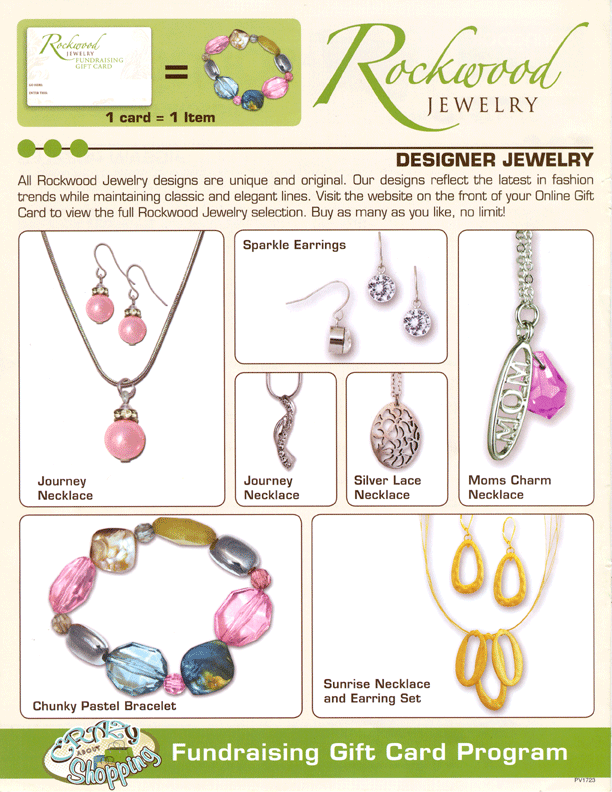 Rockwood
JEWELRY
FUNDRAISING
GIFT CARD
=
1 card = 1 Item
Rockwood
JEWELRY
DESIGNER JEWELRY
All Rockwood Jewelry designs are unique and original. Our designs reflect the latest in fashion
trends while maintaining classic and elegant lines. Visit the website on the front of your Online Gift
Card to view the full Rockwood Jewelry selection. Buy as many as you like, no limit!
Sparkle Earrings
MOM
Journey
Necklace
Journey
Necklace
Silver Lace
Necklace
Moms Charm
Necklace
Chunky Pastel Bracelet
Sunrise Necklace
and Earring Set
CRAZY
ABOUT
Shopping
Fundraising Gift Card Program
PV1723